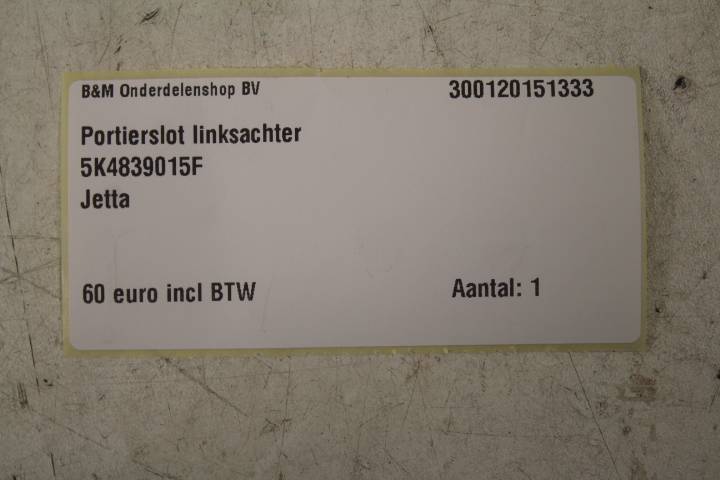 B&M Onderdelenshop BV 300120151333
Portierslot linksachter
5K4839015F
Jetta
60 euro incl BTW Aantal: 1